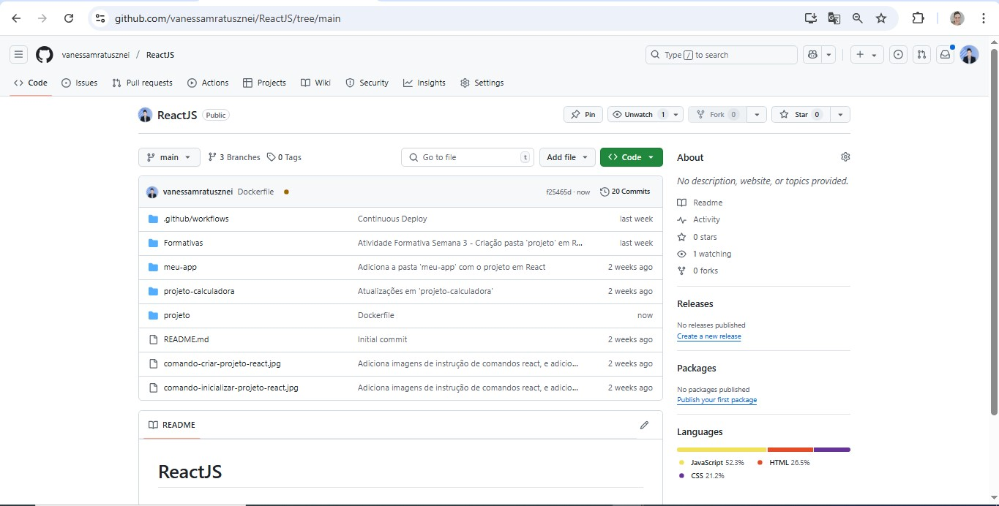 github.com/vanessamratusznei/ReactJS/tree/main
vanessamratusznei / ReactJS
Type / to search
Code Issues Pull requests Actions Projects Wiki Security Insights Settings
ReactJS Public
Pin Unwatch 1 Fork 0 Star 0
main 3 Branches 0 Tags
Go to file t Add file Code
vanessamratusznei Dockerfile f25465d · now 20 Commits
.github/workflows Continuous Deploy last week
Formativas Atividade Formativa Semana 3 - Criação pasta 'projeto' em R... last week
meu-app Adiciona a pasta 'meu-app' com o projeto em React 2 weeks ago
projeto-calculadora Atualizações em 'projeto-calculadora' 2 weeks ago
projeto Dockerfile now
README.md Initial commit 2 weeks ago
comando-criar-projeto-react.jpg Adiciona imagens de instrução de comandos react, e adicio... 2 weeks ago
comando-inicializar-projeto-react.jpg Adiciona imagens de instrução de comandos react, e adicio... 2 weeks ago
README
ReactJS
About
No description, website, or topics provided.
Readme
Activity
0 stars
1 watching
0 forks
Releases
No releases published
Create a new release
Packages
No packages published
Publish your first package
Languages
JavaScript 52.3% HTML 26.5%
CSS 21.2%